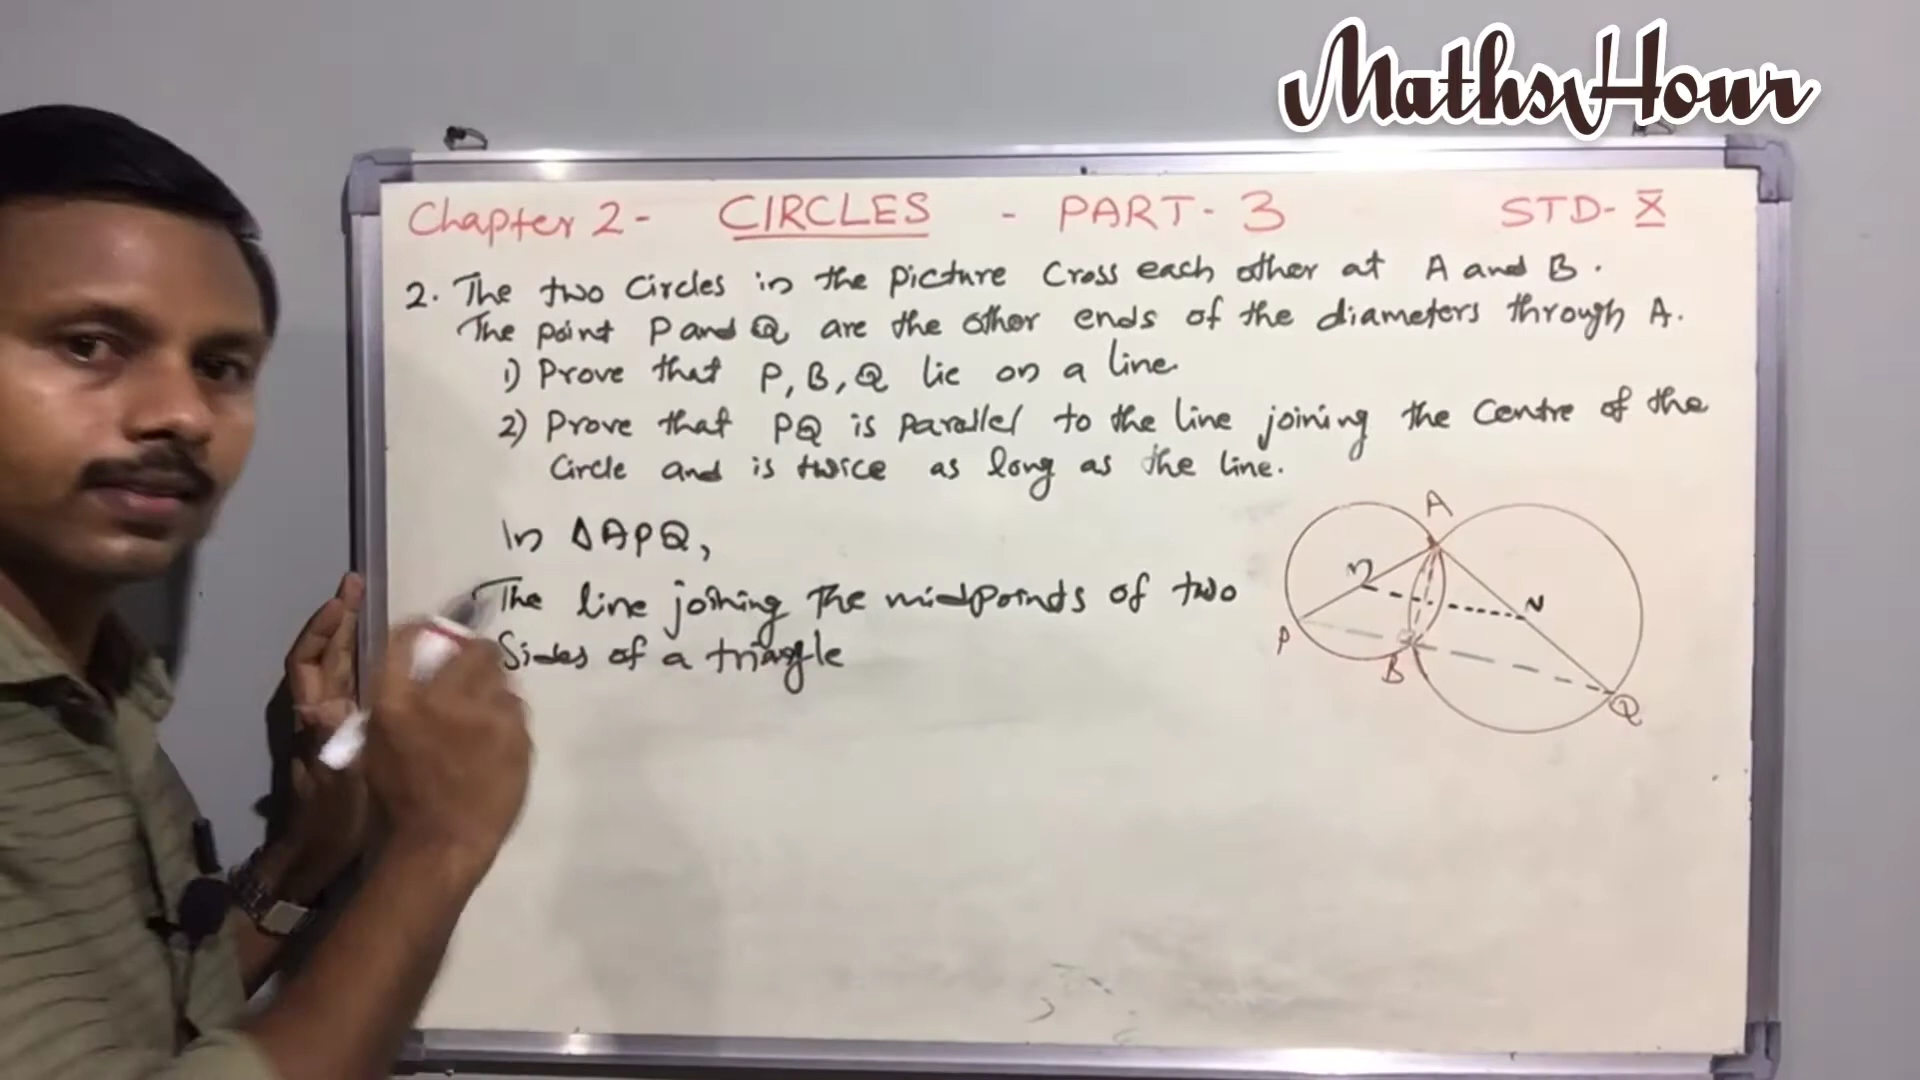 MathsHour
Chapter 2 - CIRCLES - PART - 3 STD - X
2. The two Circles in the Picture Cross each other at A and B.
The point P and Q are the other ends of the diameters through A.
1) Prove that P, B, Q lie on a line.
2) Prove that PQ is parallel to the line joining the Centre of the
Circle and is twice as long as the line.
In ΔAPQ,
The line joining the midpoints of two
Sides of a triangle
A
N
P
B
Q